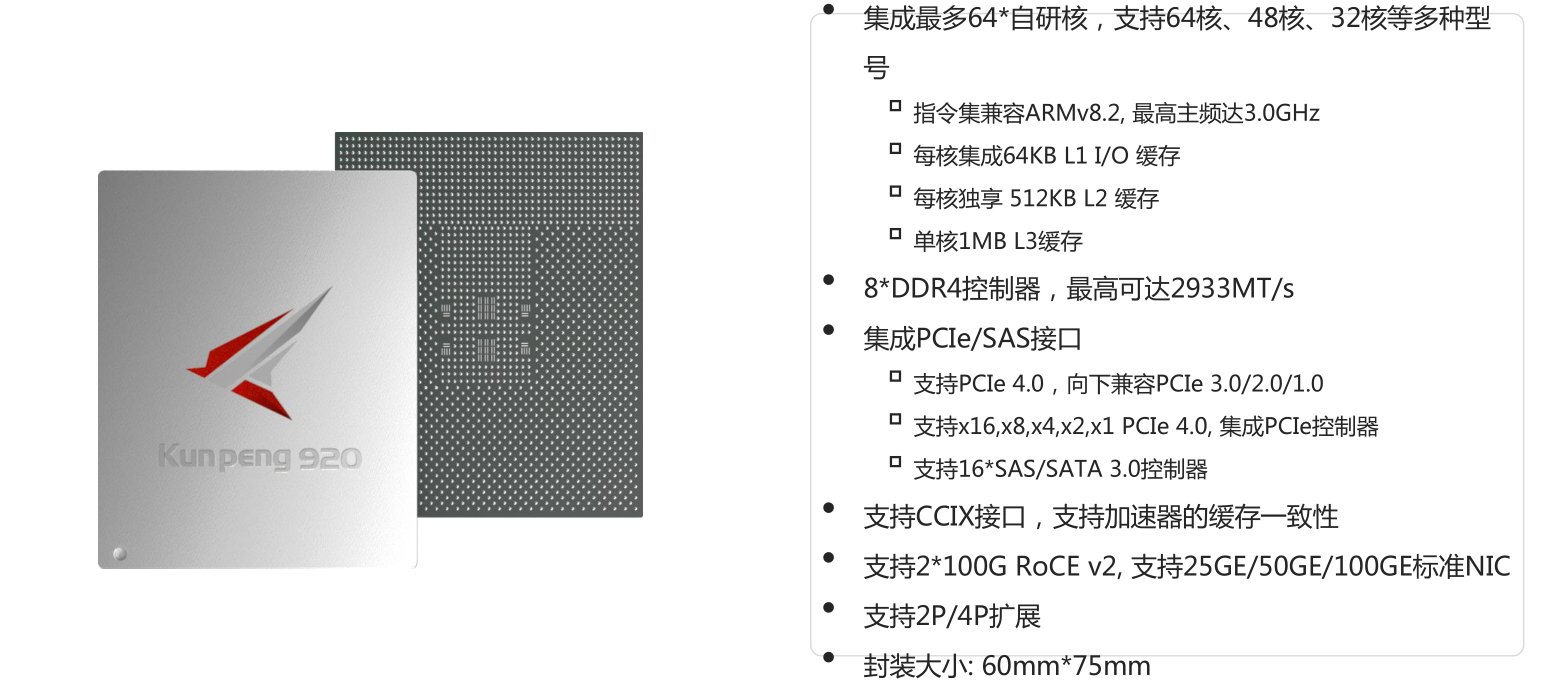 Kunpeng 920
集成最多64*自研核，支持64核、48核、32核等多种型
号
指令集兼容ARMv8.2, 最高主频达3.0GHz
每核集成64KB L1 I/O 缓存
每核独享 512KB L2 缓存
单核1MB L3缓存
8*DDR4控制器，最高可达2933MT/s
集成PCIe/SAS接口
支持PCIe 4.0，向下兼容PCIe 3.0/2.0/1.0
支持x16,x8,x4,x2,x1 PCIe 4.0, 集成PCIe控制器
支持16*SAS/SATA 3.0控制器
支持CCIX接口，支持加速器的缓存一致性
支持2*100G RoCE v2, 支持25GE/50GE/100GE标准NIC
支持2P/4P扩展
封装大小: 60mm*75mm